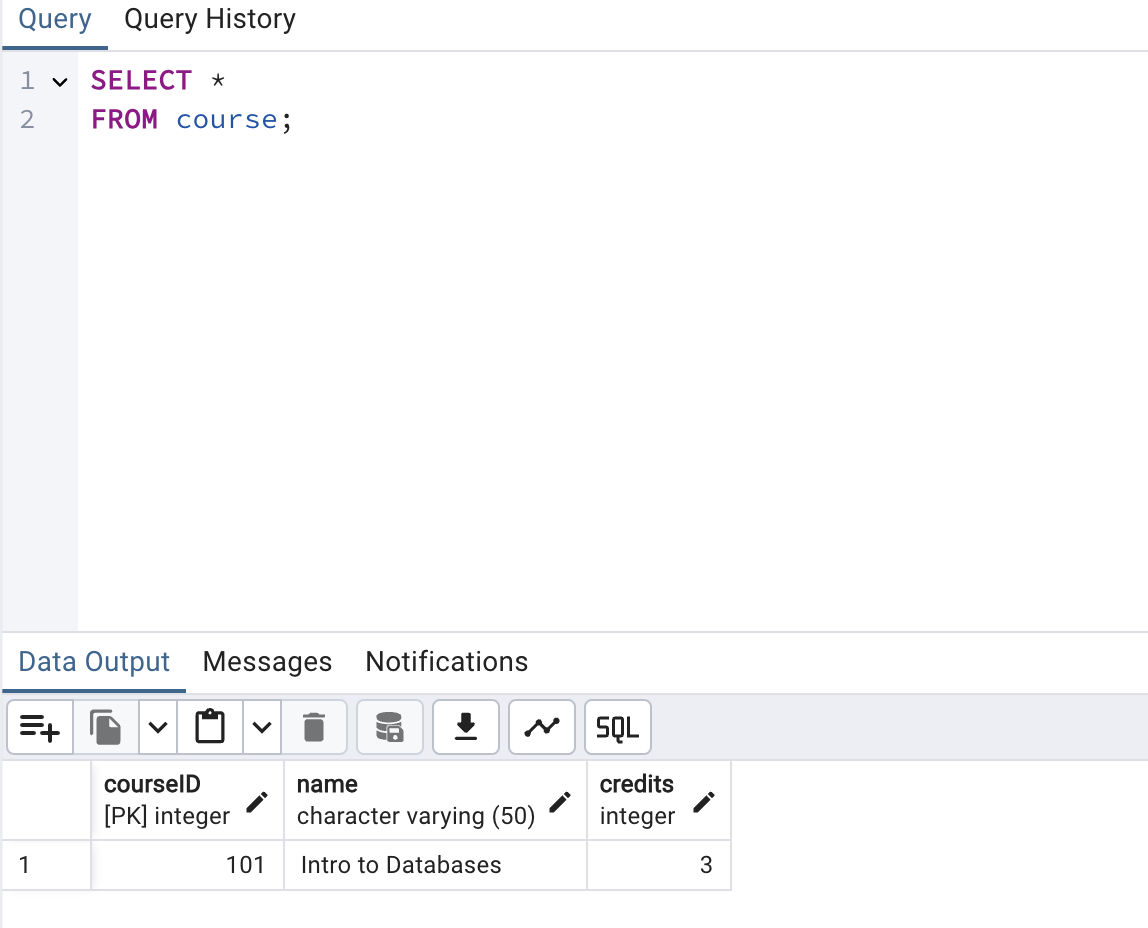 Query Query History
1 SELECT *
2 FROM course;
Data Output Messages Notifications
SQL
courseID name credits
[PK] integer character varying (50) integer
1 101 Intro to Databases 3